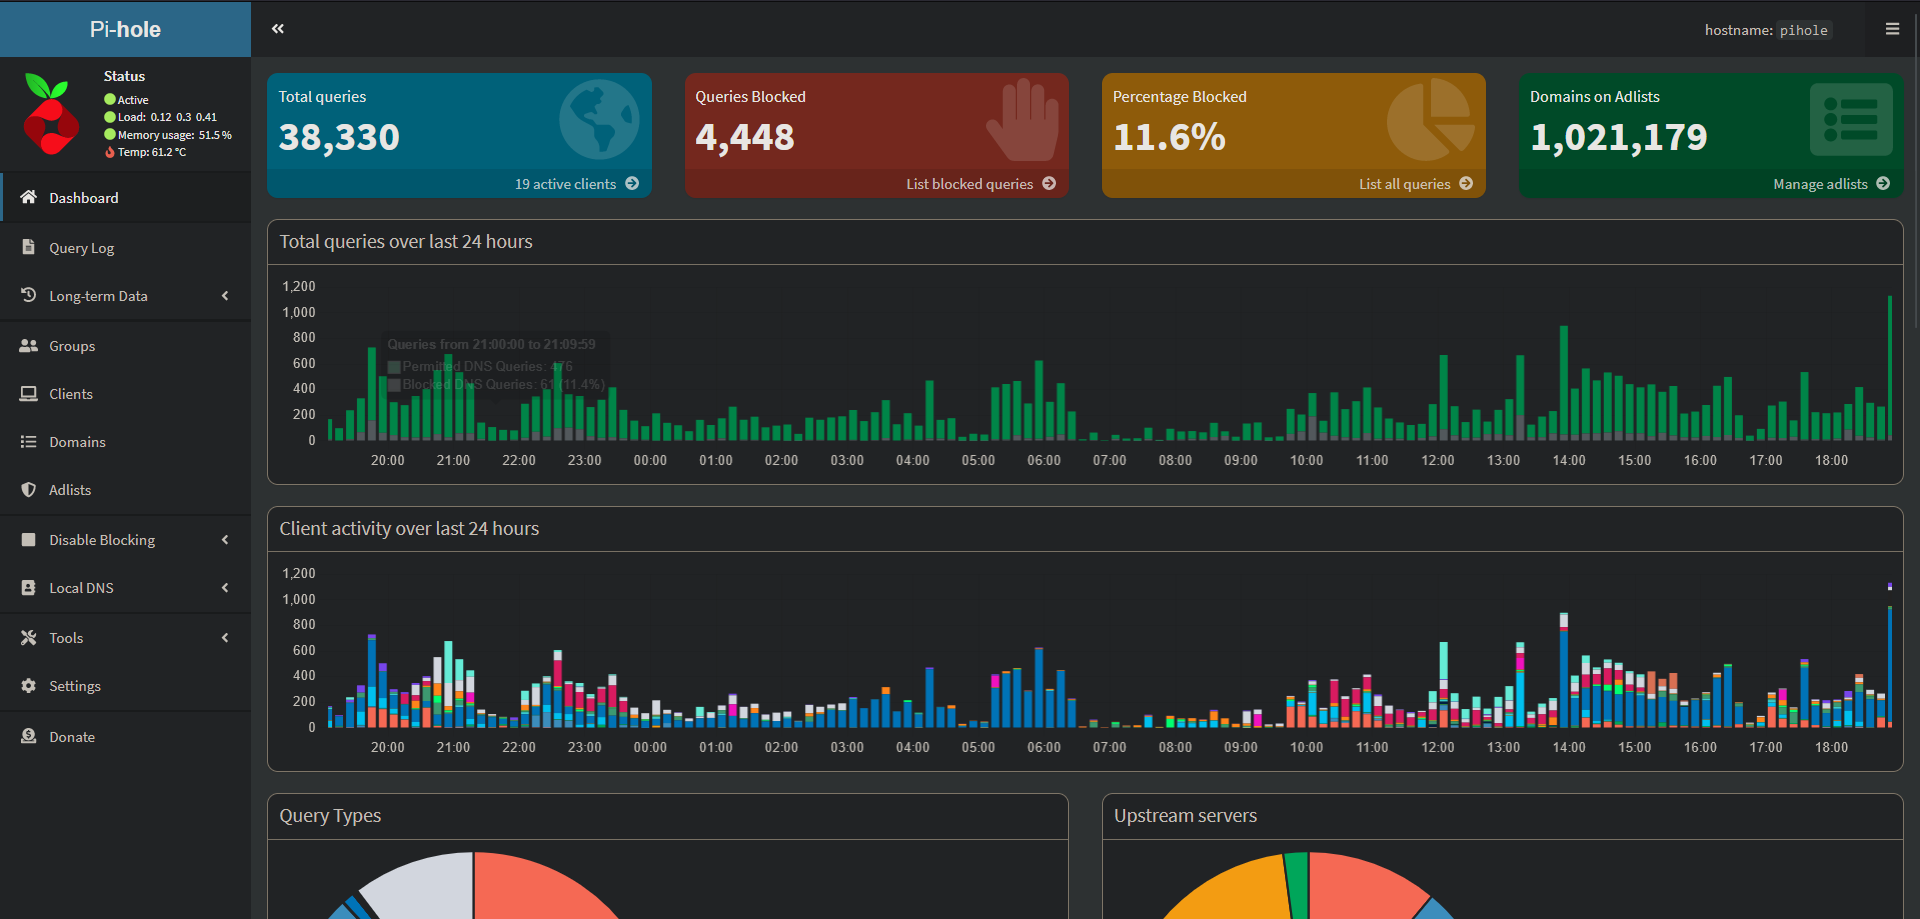 Pi-hole
hostname: pihole
Status
Active
Load: 0.12 0.3 0.41
Memory usage: 51.5 %
Temp: 61.2 °C
Dashboard
Query Log
Long-term Data
Groups
Clients
Domains
Adlists
Disable Blocking
Local DNS
Tools
Settings
Donate
Total queries
38,330
19 active clients
Queries Blocked
4,448
List blocked queries
Percentage Blocked
11.6%
List all queries
Domains on Adlists
1,021,179
Manage adlists
Total queries over last 24 hours
1,200
1,000
800
600
400
200
0
Queries from 21:00:00 to 21:09:59
Permitted DNS Queries: 476
Blocked DNS Queries: 61 (11.4%)
20:00 21:00 22:00 23:00 00:00 01:00 02:00 03:00 04:00 05:00 06:00 07:00 08:00 09:00 10:00 11:00 12:00 13:00 14:00 15:00 16:00 17:00 18:00
Client activity over last 24 hours
1,200
1,000
800
600
400
200
0
20:00 21:00 22:00 23:00 00:00 01:00 02:00 03:00 04:00 05:00 06:00 07:00 08:00 09:00 10:00 11:00 12:00 13:00 14:00 15:00 16:00 17:00 18:00
Query Types
Upstream servers